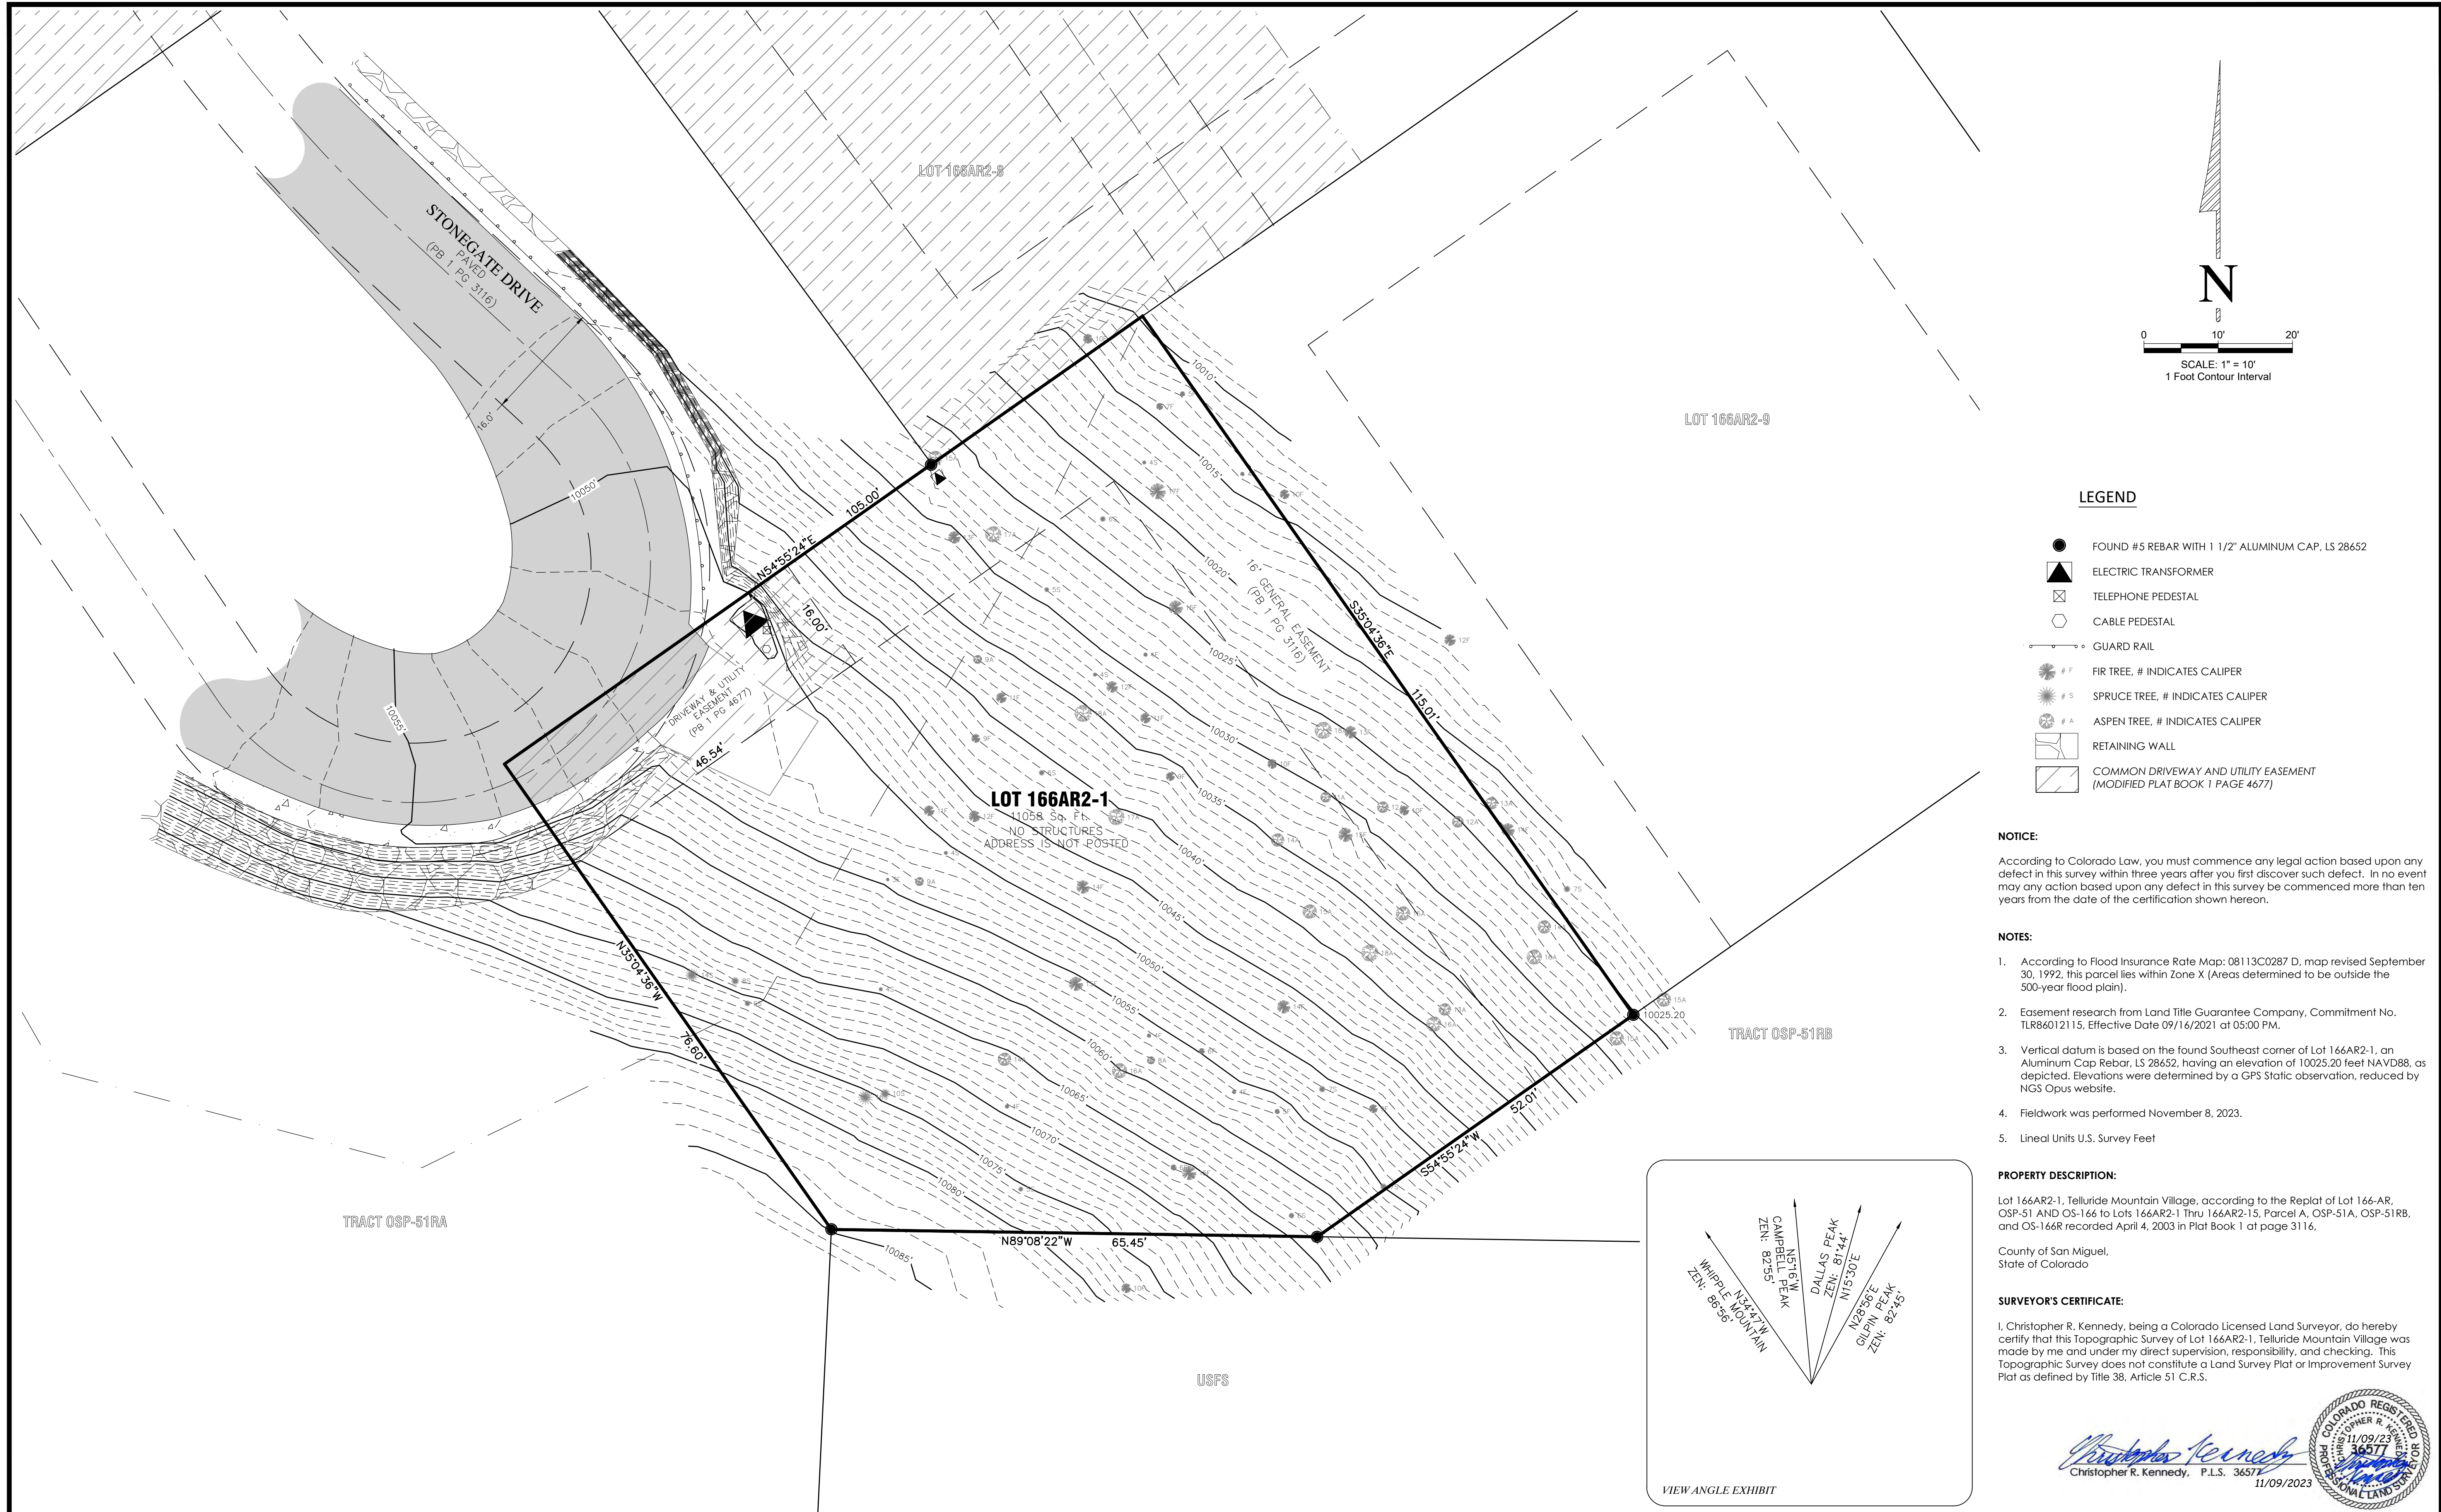 STONEGATE DRIVE
PAVED
(PB 1 PG 3116)
16.0'
10050'
10055'
LOT 166AR2-8
LOT 166AR2-9
N54°55'24"E
105.00'
16.00'
DRIVEWAY & UTILITY
EASEMENT
(PB 1 PG 4677)
46.54'
16' GENERAL EASEMENT
(PB 1 PG 3116)
S35°04'36"E
115.01'
10010'
10015'
10020'
10025'
10030'
10035'
10040'
10045'
10050'
10055'
10060'
10065'
10070'
10075'
10080'
10085'
LOT 166AR2-1
11058 Sq. Ft.
NO STRUCTURES
ADDRESS IS NOT POSTED
N35°04'36"W
76.60'
N89°08'22"W
65.45'
S54°55'24"W
52.01'
10025.20
TRACT OSP-51RA
TRACT OSP-51RB
USFS
N
0 10' 20'
SCALE: 1" = 10'
1 Foot Contour Interval
LEGEND
FOUND #5 REBAR WITH 1 1/2" ALUMINUM CAP, LS 28652
ELECTRIC TRANSFORMER
TELEPHONE PEDESTAL
CABLE PEDESTAL
GUARD RAIL
# F FIR TREE, # INDICATES CALIPER
# S SPRUCE TREE, # INDICATES CALIPER
# A ASPEN TREE, # INDICATES CALIPER
RETAINING WALL
COMMON DRIVEWAY AND UTILITY EASEMENT
(MODIFIED PLAT BOOK 1 PAGE 4677)
NOTICE:
According to Colorado Law, you must commence any legal action based upon any
defect in this survey within three years after you first discover such defect. In no event
may any action based upon any defect in this survey be commenced more than ten
years from the date of the certification shown hereon.
NOTES:
1. According to Flood Insurance Rate Map: 08113C0287 D, map revised September
30, 1992, this parcel lies within Zone X (Areas determined to be outside the
500-year flood plain).
2. Easement research from Land Title Guarantee Company, Commitment No.
TLR86012115, Effective Date 09/16/2021 at 05:00 PM.
3. Vertical datum is based on the found Southeast corner of Lot 166AR2-1, an
Aluminum Cap Rebar, LS 28652, having an elevation of 10025.20 feet NAVD88, as
depicted. Elevations were determined by a GPS Static observation, reduced by
NGS Opus website.
4. Fieldwork was performed November 8, 2023.
5. Lineal Units U.S. Survey Feet
PROPERTY DESCRIPTION:
Lot 166AR2-1, Telluride Mountain Village, according to the Replat of Lot 166-AR,
OSP-51 AND OS-166 to Lots 166AR2-1 Thru 166AR2-15, Parcel A, OSP-51A, OSP-51RB,
and OS-166R recorded April 4, 2003 in Plat Book 1 at page 3116,
County of San Miguel,
State of Colorado
SURVEYOR'S CERTIFICATE:
I, Christopher R. Kennedy, being a Colorado Licensed Land Surveyor, do hereby
certify that this Topographic Survey of Lot 166AR2-1, Telluride Mountain Village was
made by me and under my direct supervision, responsibility, and checking. This
Topographic Survey does not constitute a Land Survey Plat or Improvement Survey
Plat as defined by Title 38, Article 51 C.R.S.
Christopher Kennedy
Christopher R. Kennedy, P.L.S. 36577
11/09/2023
COLORADO REGISTERED
CHRISTOPHER R. KENNEDY
11/09/23
36577
PROFESSIONAL LAND SURVEYOR
N34°47'W
WHIPPLE MOUNTAIN
ZEN: 86°56'
N5°16'W
CAMPBELL PEAK
ZEN: 82°55'
DALLAS PEAK
ZEN: 81°44'
N15°30'E
N28°56'E
GILPIN PEAK
ZEN: 82°45'
VIEW ANGLE EXHIBIT